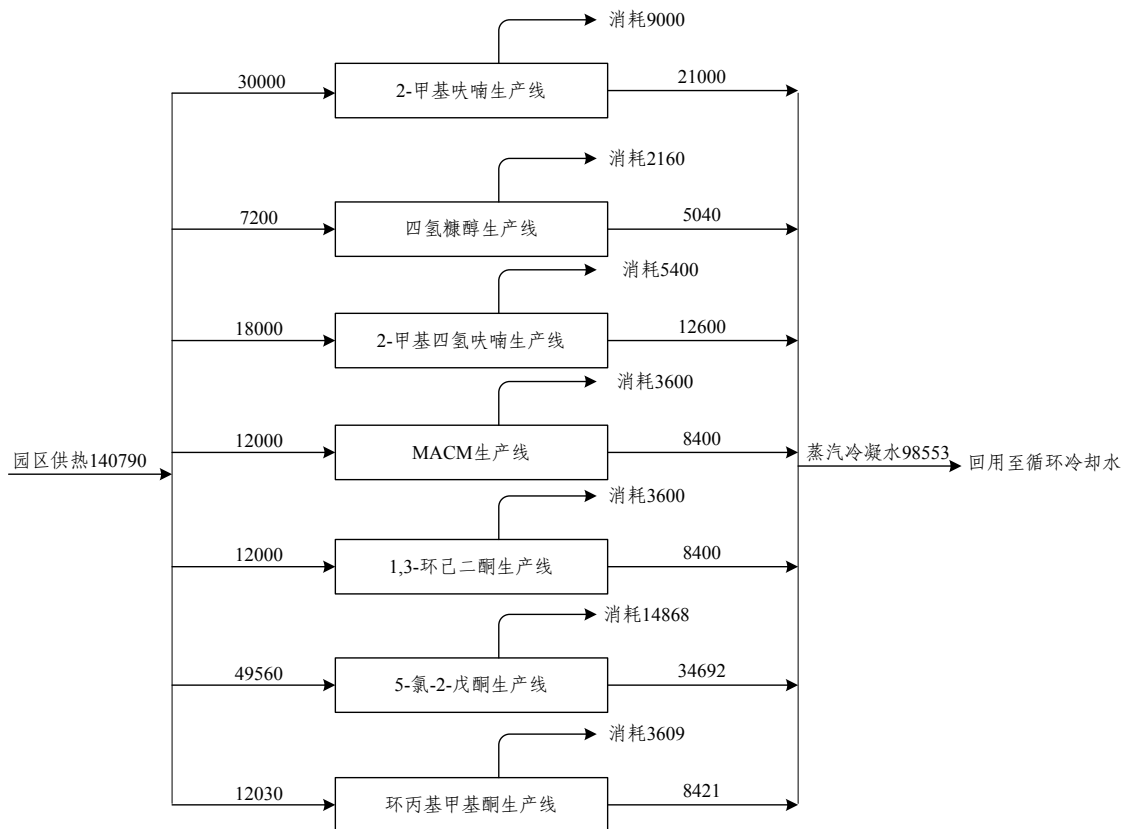 消耗9000
30000
2-甲基呋喃生产线
21000
消耗2160
7200
四氢糠醇生产线
5040
消耗5400
18000
2-甲基四氢呋喃生产线
12600
消耗3600
12000
MACM生产线
8400
园区供热140790
蒸汽冷凝水98553
回用至循环冷却水
消耗3600
12000
1,3-环己二酮生产线
8400
消耗14868
49560
5-氯-2-戊酮生产线
34692
消耗3609
12030
环丙基甲基酮生产线
8421